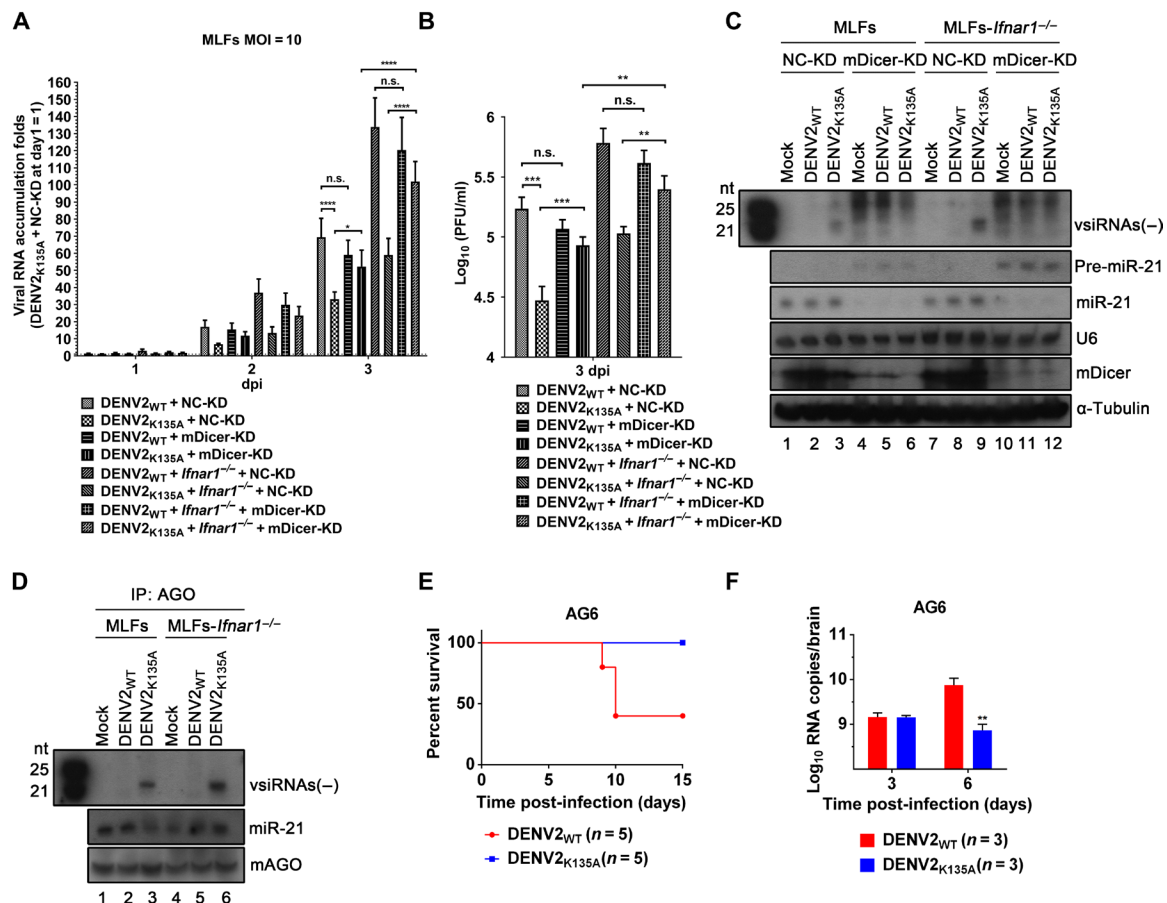 A
MLFs MOI = 10
Viral RNA accumulation folds
(DENV2K135A + NC-KD at day1 = 1)
160
150
140
130
120
110
100
90
80
70
60
50
40
30
20
10
0
****
n.s.
****
n.s.
****
*
1 2 3
dpi
DENV2WT + NC-KD
DENV2K135A + NC-KD
DENV2WT + mDicer-KD
DENV2K135A + mDicer-KD
DENV2WT + Ifnar1−/− + NC-KD
DENV2K135A + Ifnar1−/− + NC-KD
DENV2WT + Ifnar1−/− + mDicer-KD
DENV2K135A + Ifnar1−/− + mDicer-KD
B
Log10 (PFU/ml)
6
5.5
5
4.5
4
**
n.s.
**
n.s.
***
***
3 dpi
DENV2WT + NC-KD
DENV2K135A + NC-KD
DENV2WT + mDicer-KD
DENV2K135A + mDicer-KD
DENV2WT + Ifnar1−/− + NC-KD
DENV2K135A + Ifnar1−/− + NC-KD
DENV2WT + Ifnar1−/− + mDicer-KD
DENV2K135A + Ifnar1−/− + mDicer-KD
C
MLFs MLFs-Ifnar1−/−
NC-KD mDicer-KD NC-KD mDicer-KD
Mock DENV2WT DENV2K135A Mock DENV2WT DENV2K135A Mock DENV2WT DENV2K135A Mock DENV2WT DENV2K135A
nt
25
21
vsiRNAs(−)
Pre-miR-21
miR-21
U6
mDicer
α-Tubulin
1 2 3 4 5 6 7 8 9 10 11 12
D
IP: AGO
MLFs MLFs-Ifnar1−/−
Mock DENV2WT DENV2K135A Mock DENV2WT DENV2K135A
nt
25
21
vsiRNAs(−)
miR-21
mAGO
1 2 3 4 5 6
E
AG6
Percent survival
100
50
0 5 10 15
Time post-infection (days)
DENV2WT (n = 5)
DENV2K135A(n = 5)
F
AG6
Log10 RNA copies/brain
11
10
9
**
3 6
Time post-infection (days)
DENV2WT (n = 3)
DENV2K135A(n = 3)